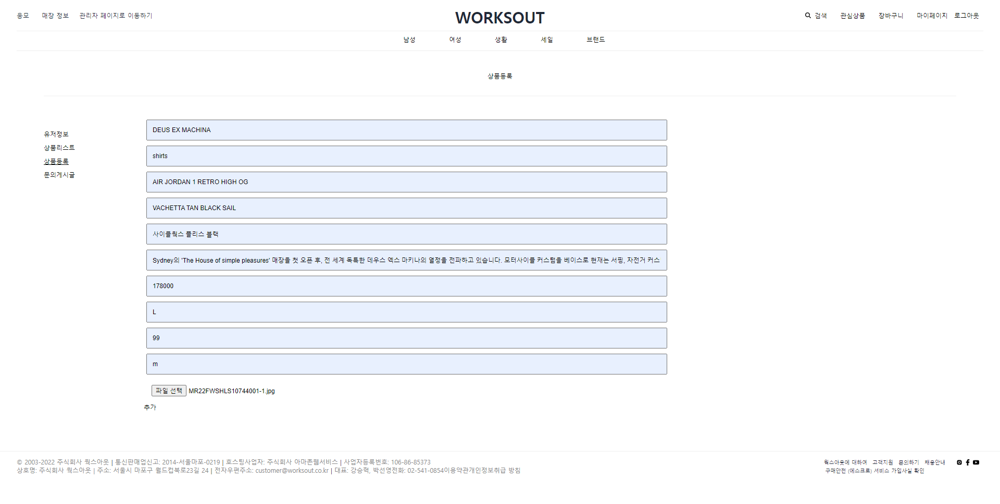 응모 매장 정보 관리자 페이지로 이동하기 WORKSOUT 검색 관심상품 장바구니 마이페이지 로그아웃
남성 여성 생활 세일 브랜드
상품등록
유저정보
상품리스트
상품등록
문의게시글
DEUS EX MACHINA
shirts
AIR JORDAN 1 RETRO HIGH OG
VACHETTA TAN BLACK SAIL
사이클웍스 플리스 블랙
Sydney의 'The House of simple pleasures' 매장을 첫 오픈 후, 전 세계 독특한 데우스 엑스 마키나의 열정을 전파하고 있습니다. 모터사이클 커스텀을 베이스로 현재는 서핑, 자전거 커스
178000
L
99
m
파일 선택 MR22FWSHLS10744001-1.jpg
추가
© 2003-2022 주식회사 웍스아웃 | 통신판매업신고: 2014-서울마포-0219 | 호스팅사업자: 주식회사 아마존웹서비스 | 사업자등록번호: 106-86-85373
상호명: 주식회사 웍스아웃 | 주소: 서울시 마포구 월드컵북로23길 24 | 전자우편주소: customer@worksout.co.kr | 대표: 강승혁, 박선영전화: 02-541-0854이용약관개인정보취급 방침
웍스아웃에 대하여 고객지원 문의하기 채용안내
구매안전 (에스크로) 서비스 가입사실 확인